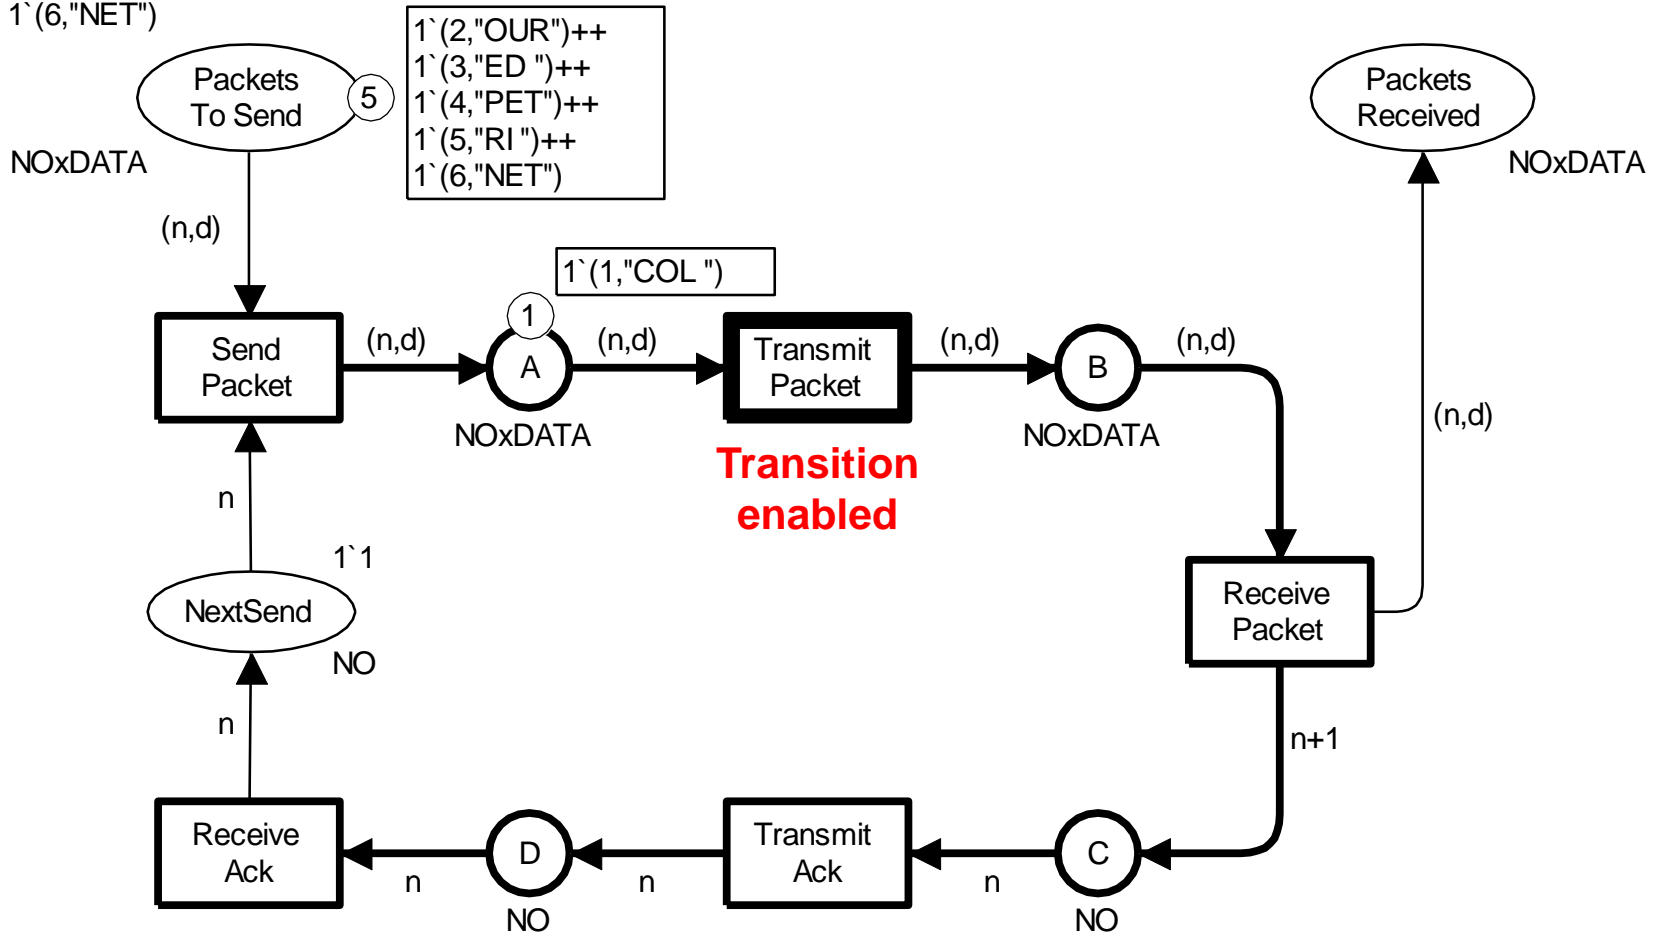 1`(6,"NET")
Packets
To Send
5
1`(2,"OUR")++
1`(3,"ED ")++
1`(4,"PET")++
1`(5,"RI ")++
1`(6,"NET")
Packets
Received
NOxDATA
NOxDATA
(n,d)
1`(1,"COL ")
1
Send
Packet
(n,d)
A
(n,d)
Transmit
Packet
(n,d)
B
(n,d)
NOxDATA
NOxDATA
(n,d)
Transition
enabled
n
1`1
NextSend
NO
Receive
Packet
n
n+1
Receive
Ack
n
D
n
Transmit
Ack
n
C
NO
NO